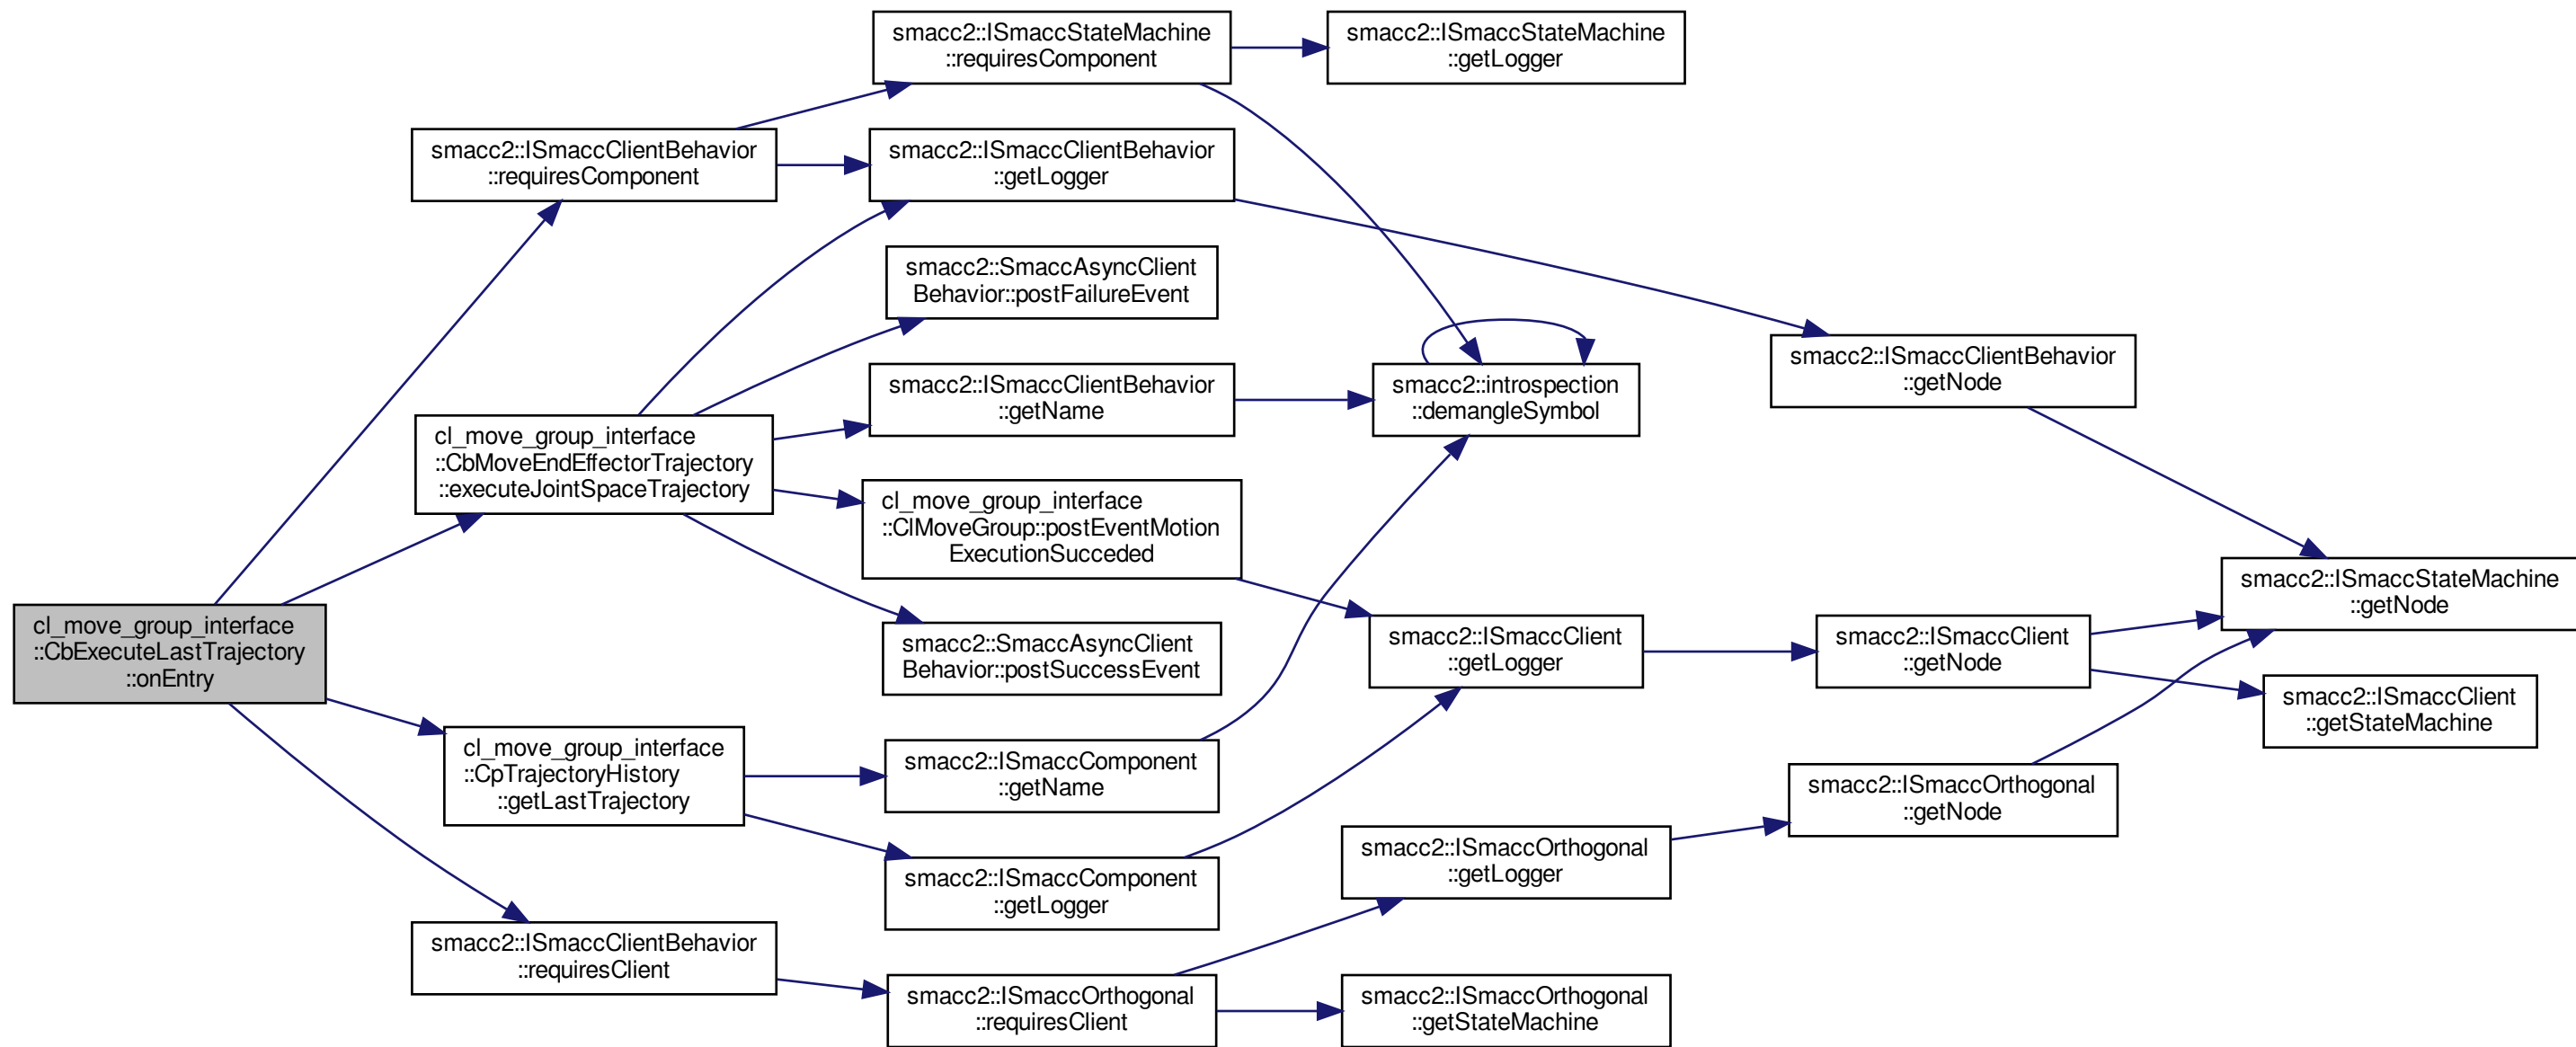 smacc2::ISmaccStateMachine
::requiresComponent
smacc2::ISmaccStateMachine
::getLogger
smacc2::ISmaccClientBehavior
::requiresComponent
smacc2::ISmaccClientBehavior
::getLogger
smacc2::SmaccAsyncClient
Behavior::postFailureEvent
smacc2::ISmaccClientBehavior
::getName
smacc2::introspection
::demangleSymbol
smacc2::ISmaccClientBehavior
::getNode
cl_move_group_interface
::CbMoveEndEffectorTrajectory
::executeJointSpaceTrajectory
cl_move_group_interface
::ClMoveGroup::postEventMotion
ExecutionSucceded
smacc2::ISmaccStateMachine
::getNode
cl_move_group_interface
::CbExecuteLastTrajectory
::onEntry
smacc2::SmaccAsyncClient
Behavior::postSuccessEvent
smacc2::ISmaccClient
::getLogger
smacc2::ISmaccClient
::getNode
smacc2::ISmaccClient
::getStateMachine
cl_move_group_interface
::CpTrajectoryHistory
::getLastTrajectory
smacc2::ISmaccComponent
::getName
smacc2::ISmaccOrthogonal
::getNode
smacc2::ISmaccComponent
::getLogger
smacc2::ISmaccOrthogonal
::getLogger
smacc2::ISmaccClientBehavior
::requiresClient
smacc2::ISmaccOrthogonal
::requiresClient
smacc2::ISmaccOrthogonal
::getStateMachine